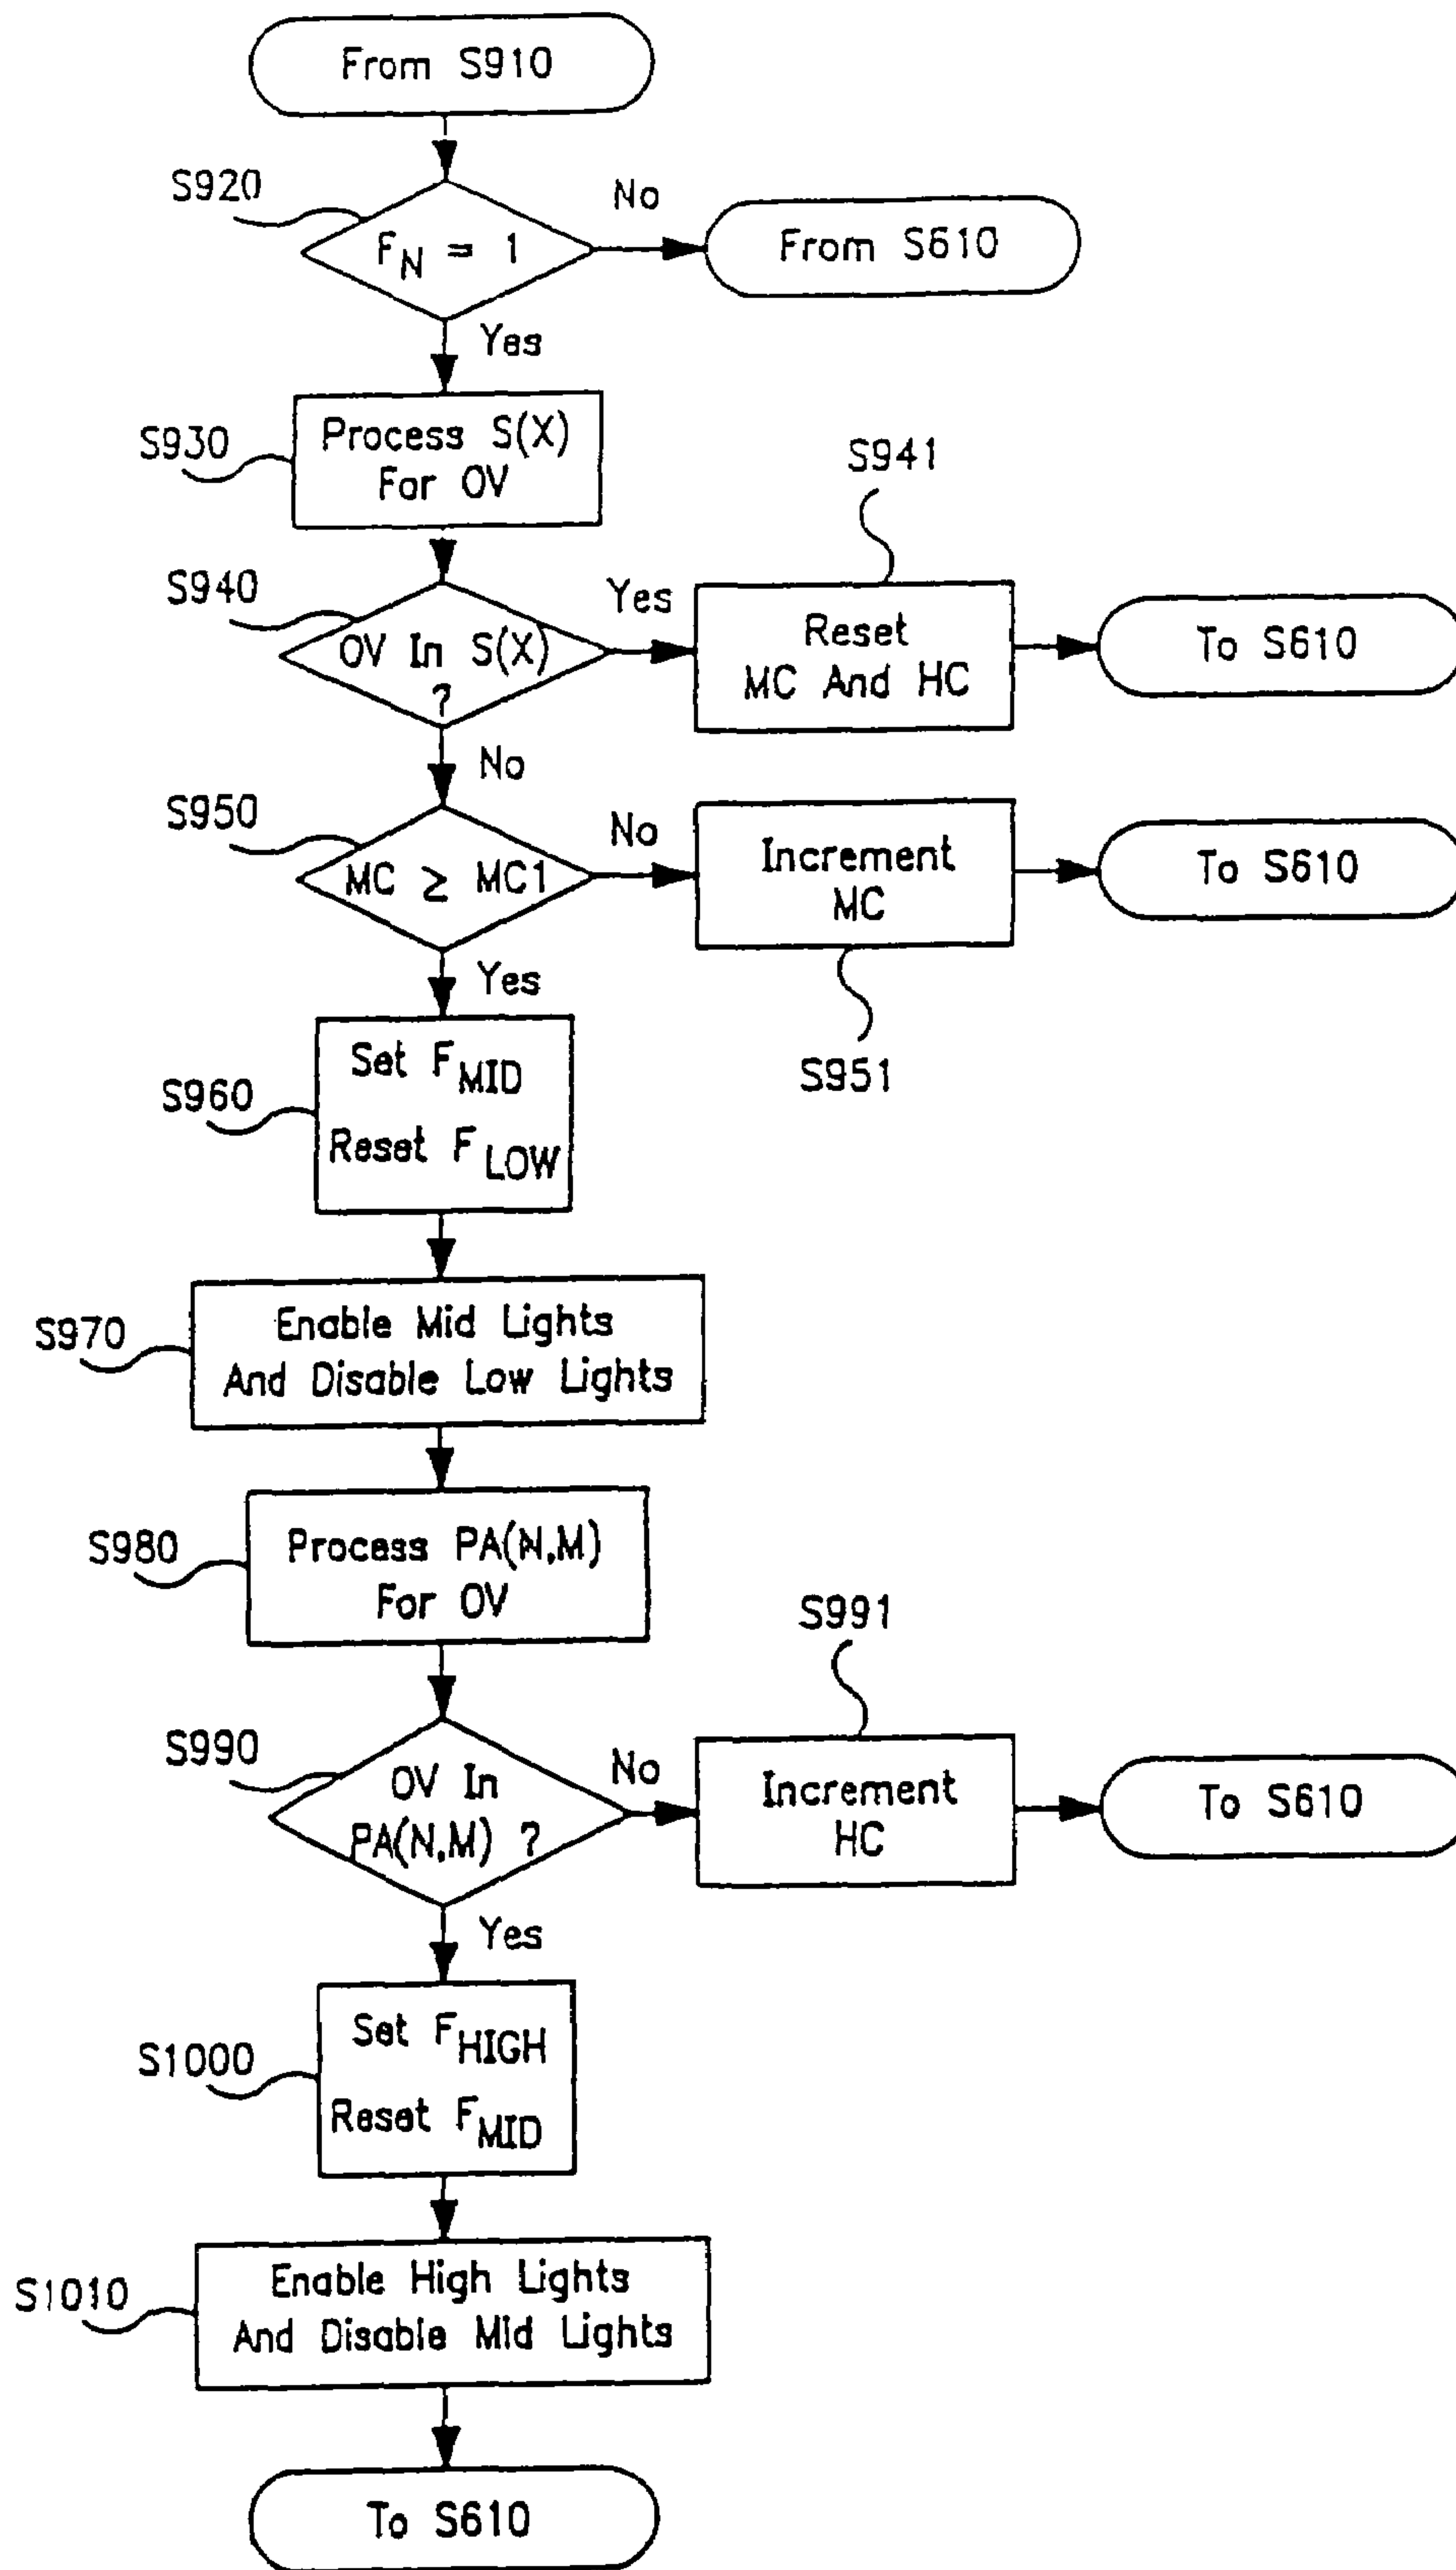 From S910
S920
F_N = 1
No
From S610
Yes
S930
Process S(X)
For OV
S941
S940
OV In S(X)
?
Yes
Reset
MC And HC
To S610
No
S950
MC ≥ MC1
No
Increment
MC
To S610
S951
Yes
S960
Set F_MID
Reset F_LOW
S970
Enable Mid Lights
And Disable Low Lights
S980
Process PA(N,M)
For OV
S991
S990
OV In
PA(N,M) ?
No
Increment
HC
To S610
Yes
S1000
Set F_HIGH
Reset F_MID
S1010
Enable High Lights
And Disable Mid Lights
To S610